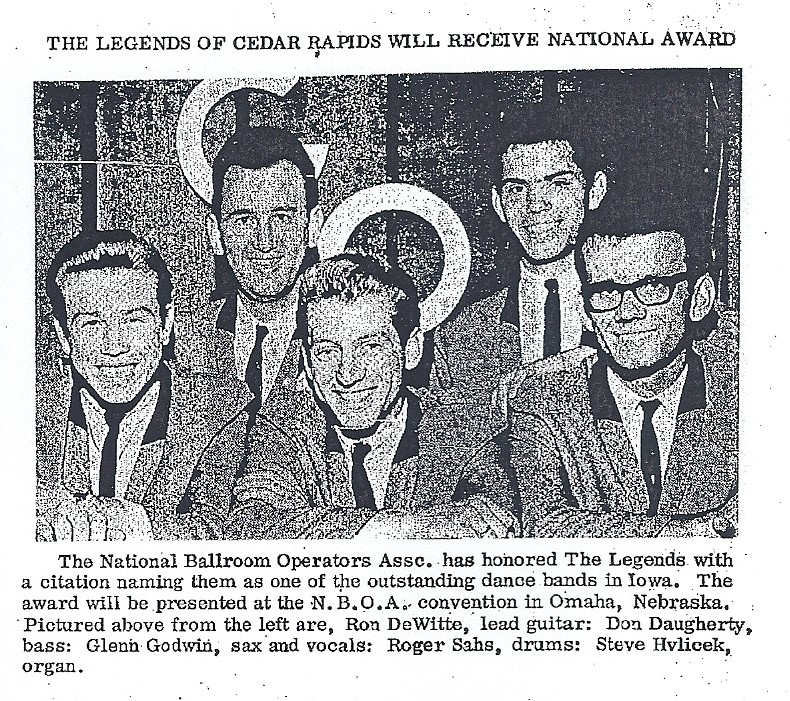 THE LEGENDS OF CEDAR RAPIDS WILL RECEIVE NATIONAL AWARD
The National Ballroom Operators Assc. has honored The Legends with
a citation naming them as one of the outstanding dance bands in Iowa. The
award will be presented at the N.B.O.A. convention in Omaha, Nebraska.
Pictured above from the left are, Ron DeWitte, lead guitar: Don Daugherty,
bass: Glenn Godwin, sax and vocals: Roger Sahs, drums: Steve Hvlicek,
organ.